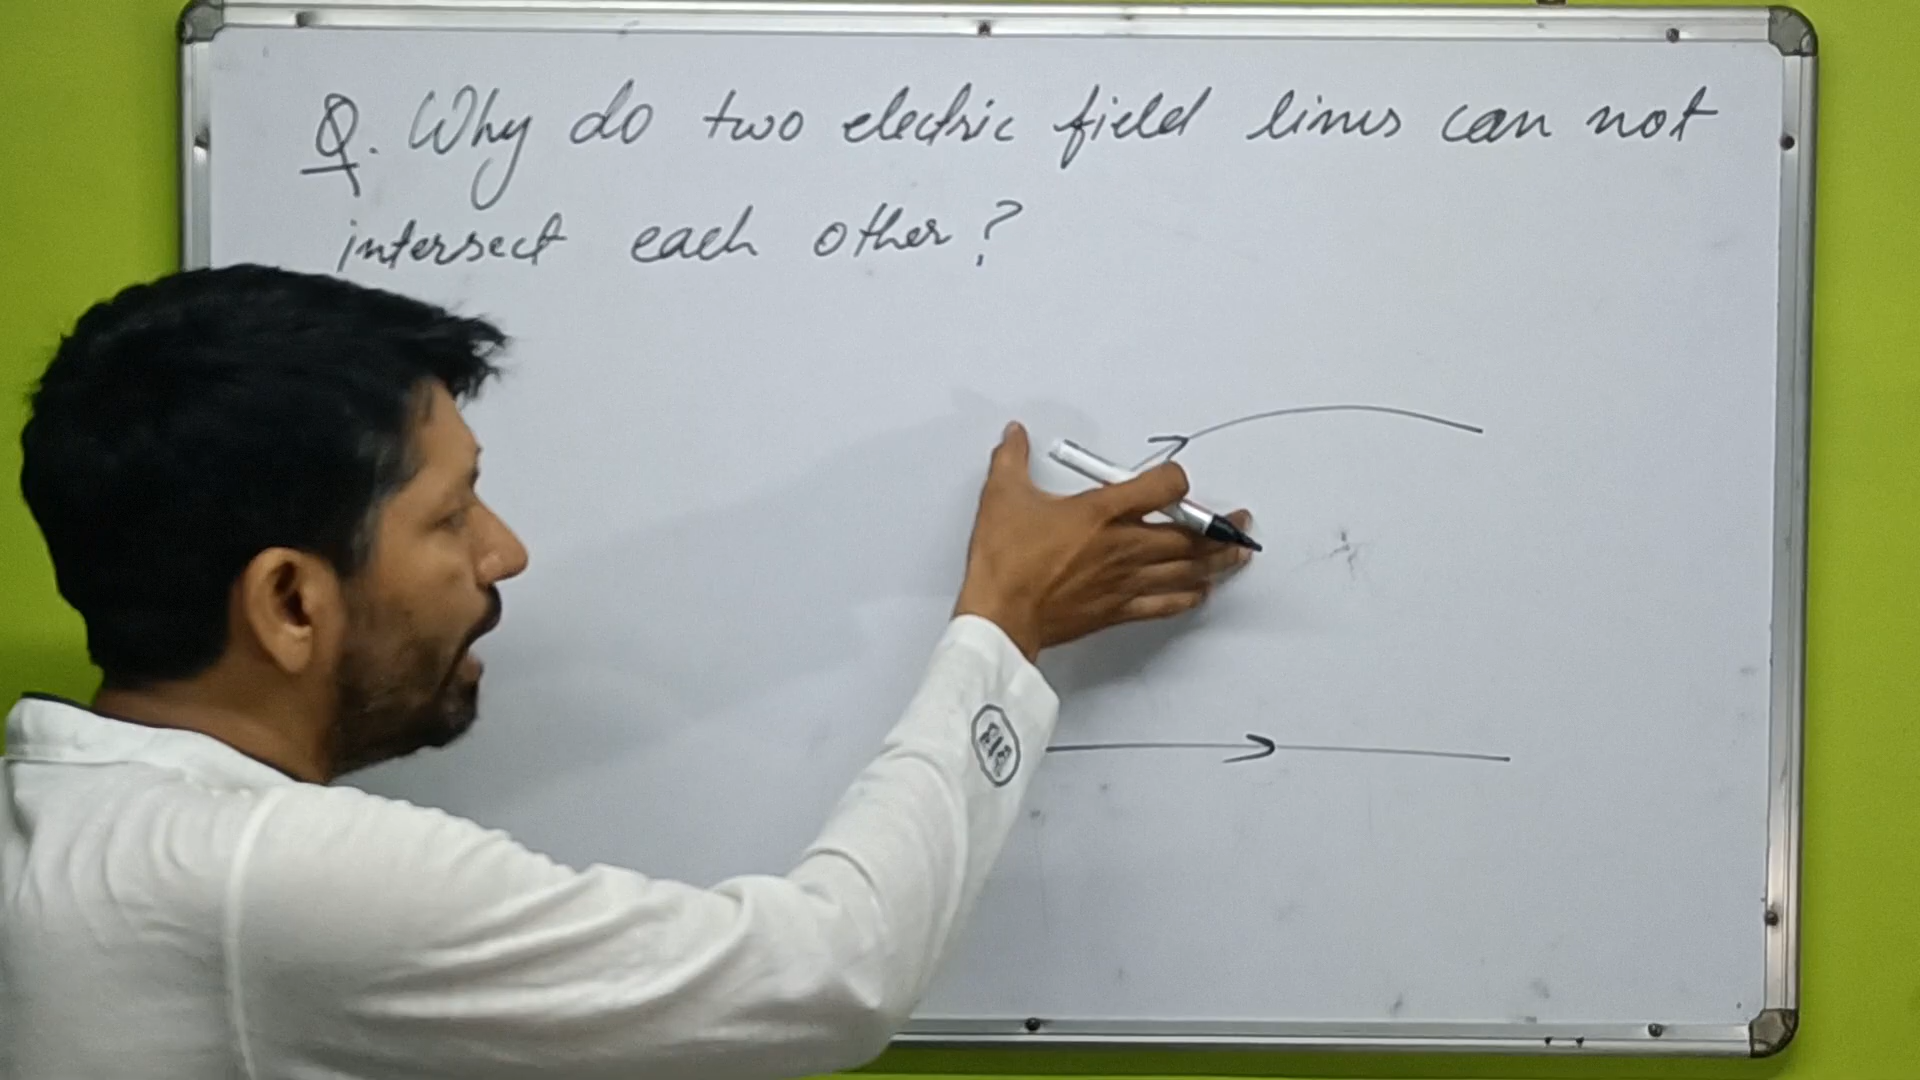 Q. Why do two electric field lines can not
intersect each other?